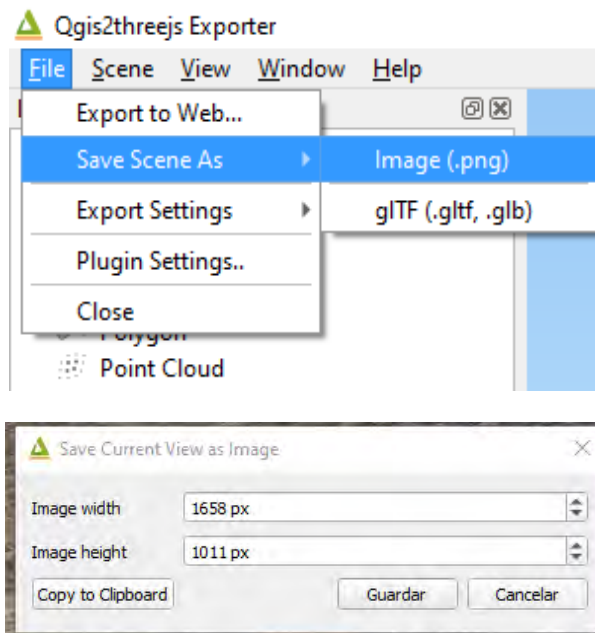 Qgis2threejs Exporter
File Scene View Window Help
Export to Web...
Save Scene As Image (.png)
Export Settings glTF (.gltf, .glb)
Plugin Settings..
Close
Polygon
Point Cloud
Save Current View as Image
Image width 1658 px
Image height 1011 px
Copy to Clipboard Guardar Cancelar